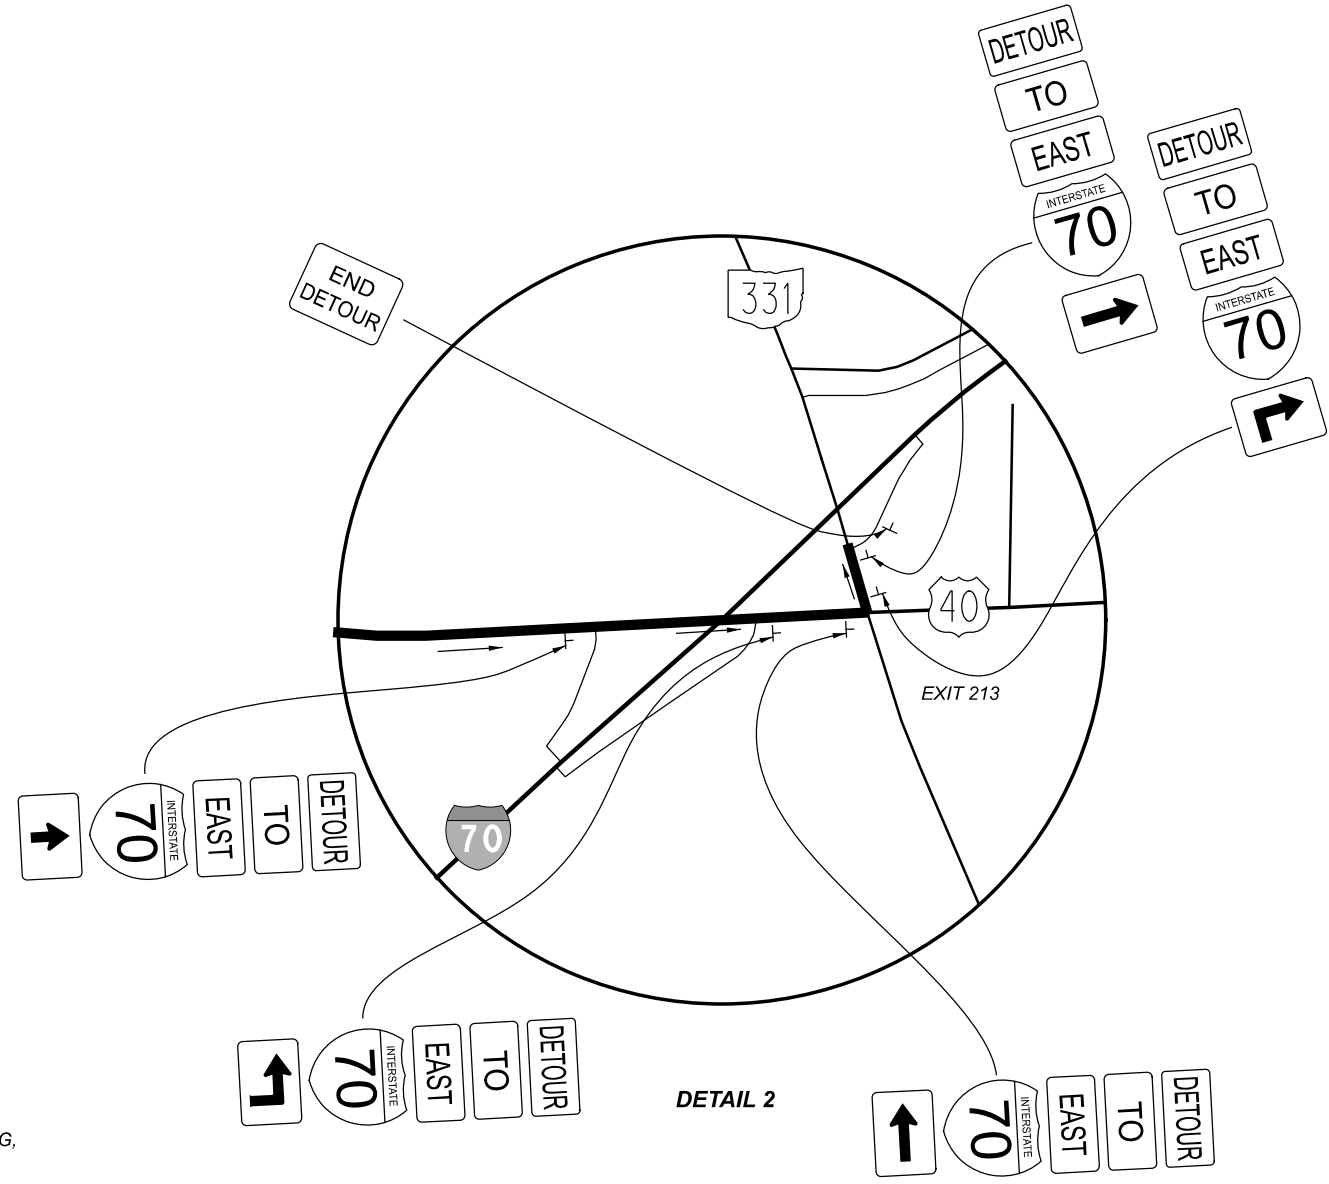 DETOUR
TO
EAST
INTERSTATE
70
DETOUR
TO
EAST
INTERSTATE
70
END
DETOUR
331
40
EXIT 213
DETOUR
TO
EAST
INTERSTATE
70
70
DETOUR
TO
EAST
INTERSTATE
70
DETAIL 2
DETOUR
TO
EAST
INTERSTATE
70
G,